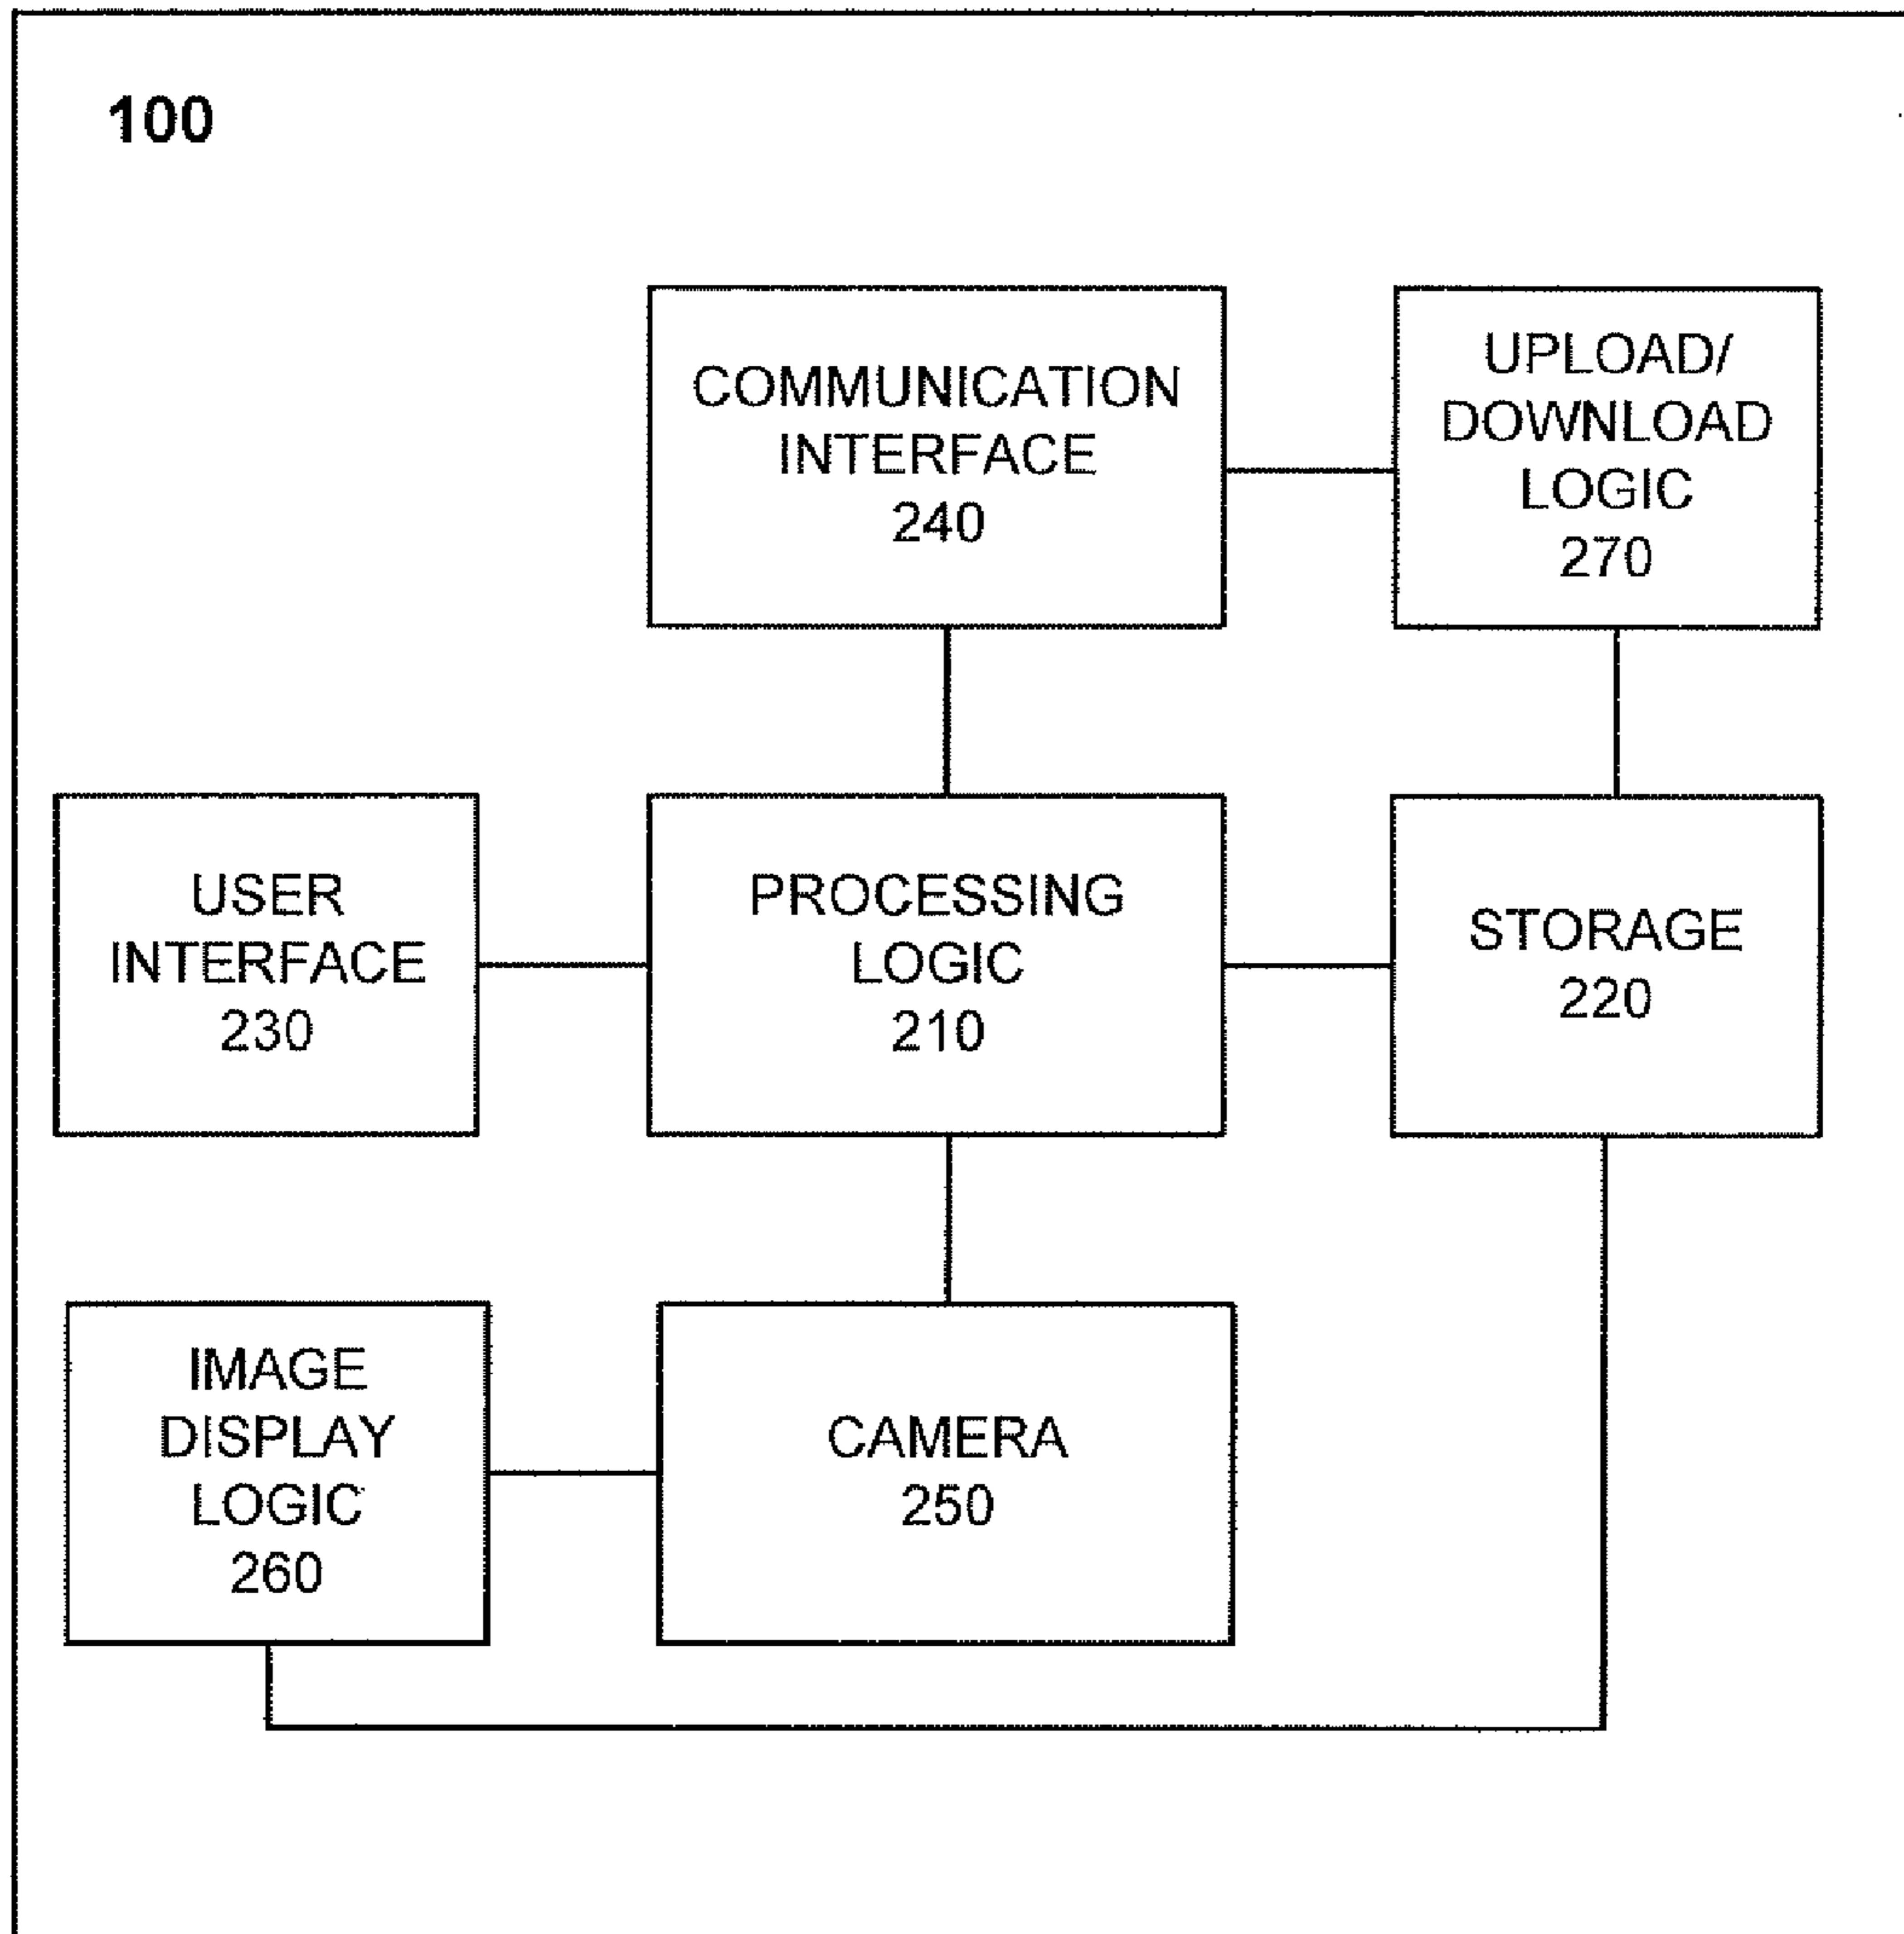 100
COMMUNICATION
INTERFACE
240
UPLOAD/
DOWNLOAD
LOGIC
270
USER
INTERFACE
230
PROCESSING
LOGIC
210
STORAGE
220
IMAGE
DISPLAY
LOGIC
260
CAMERA
250